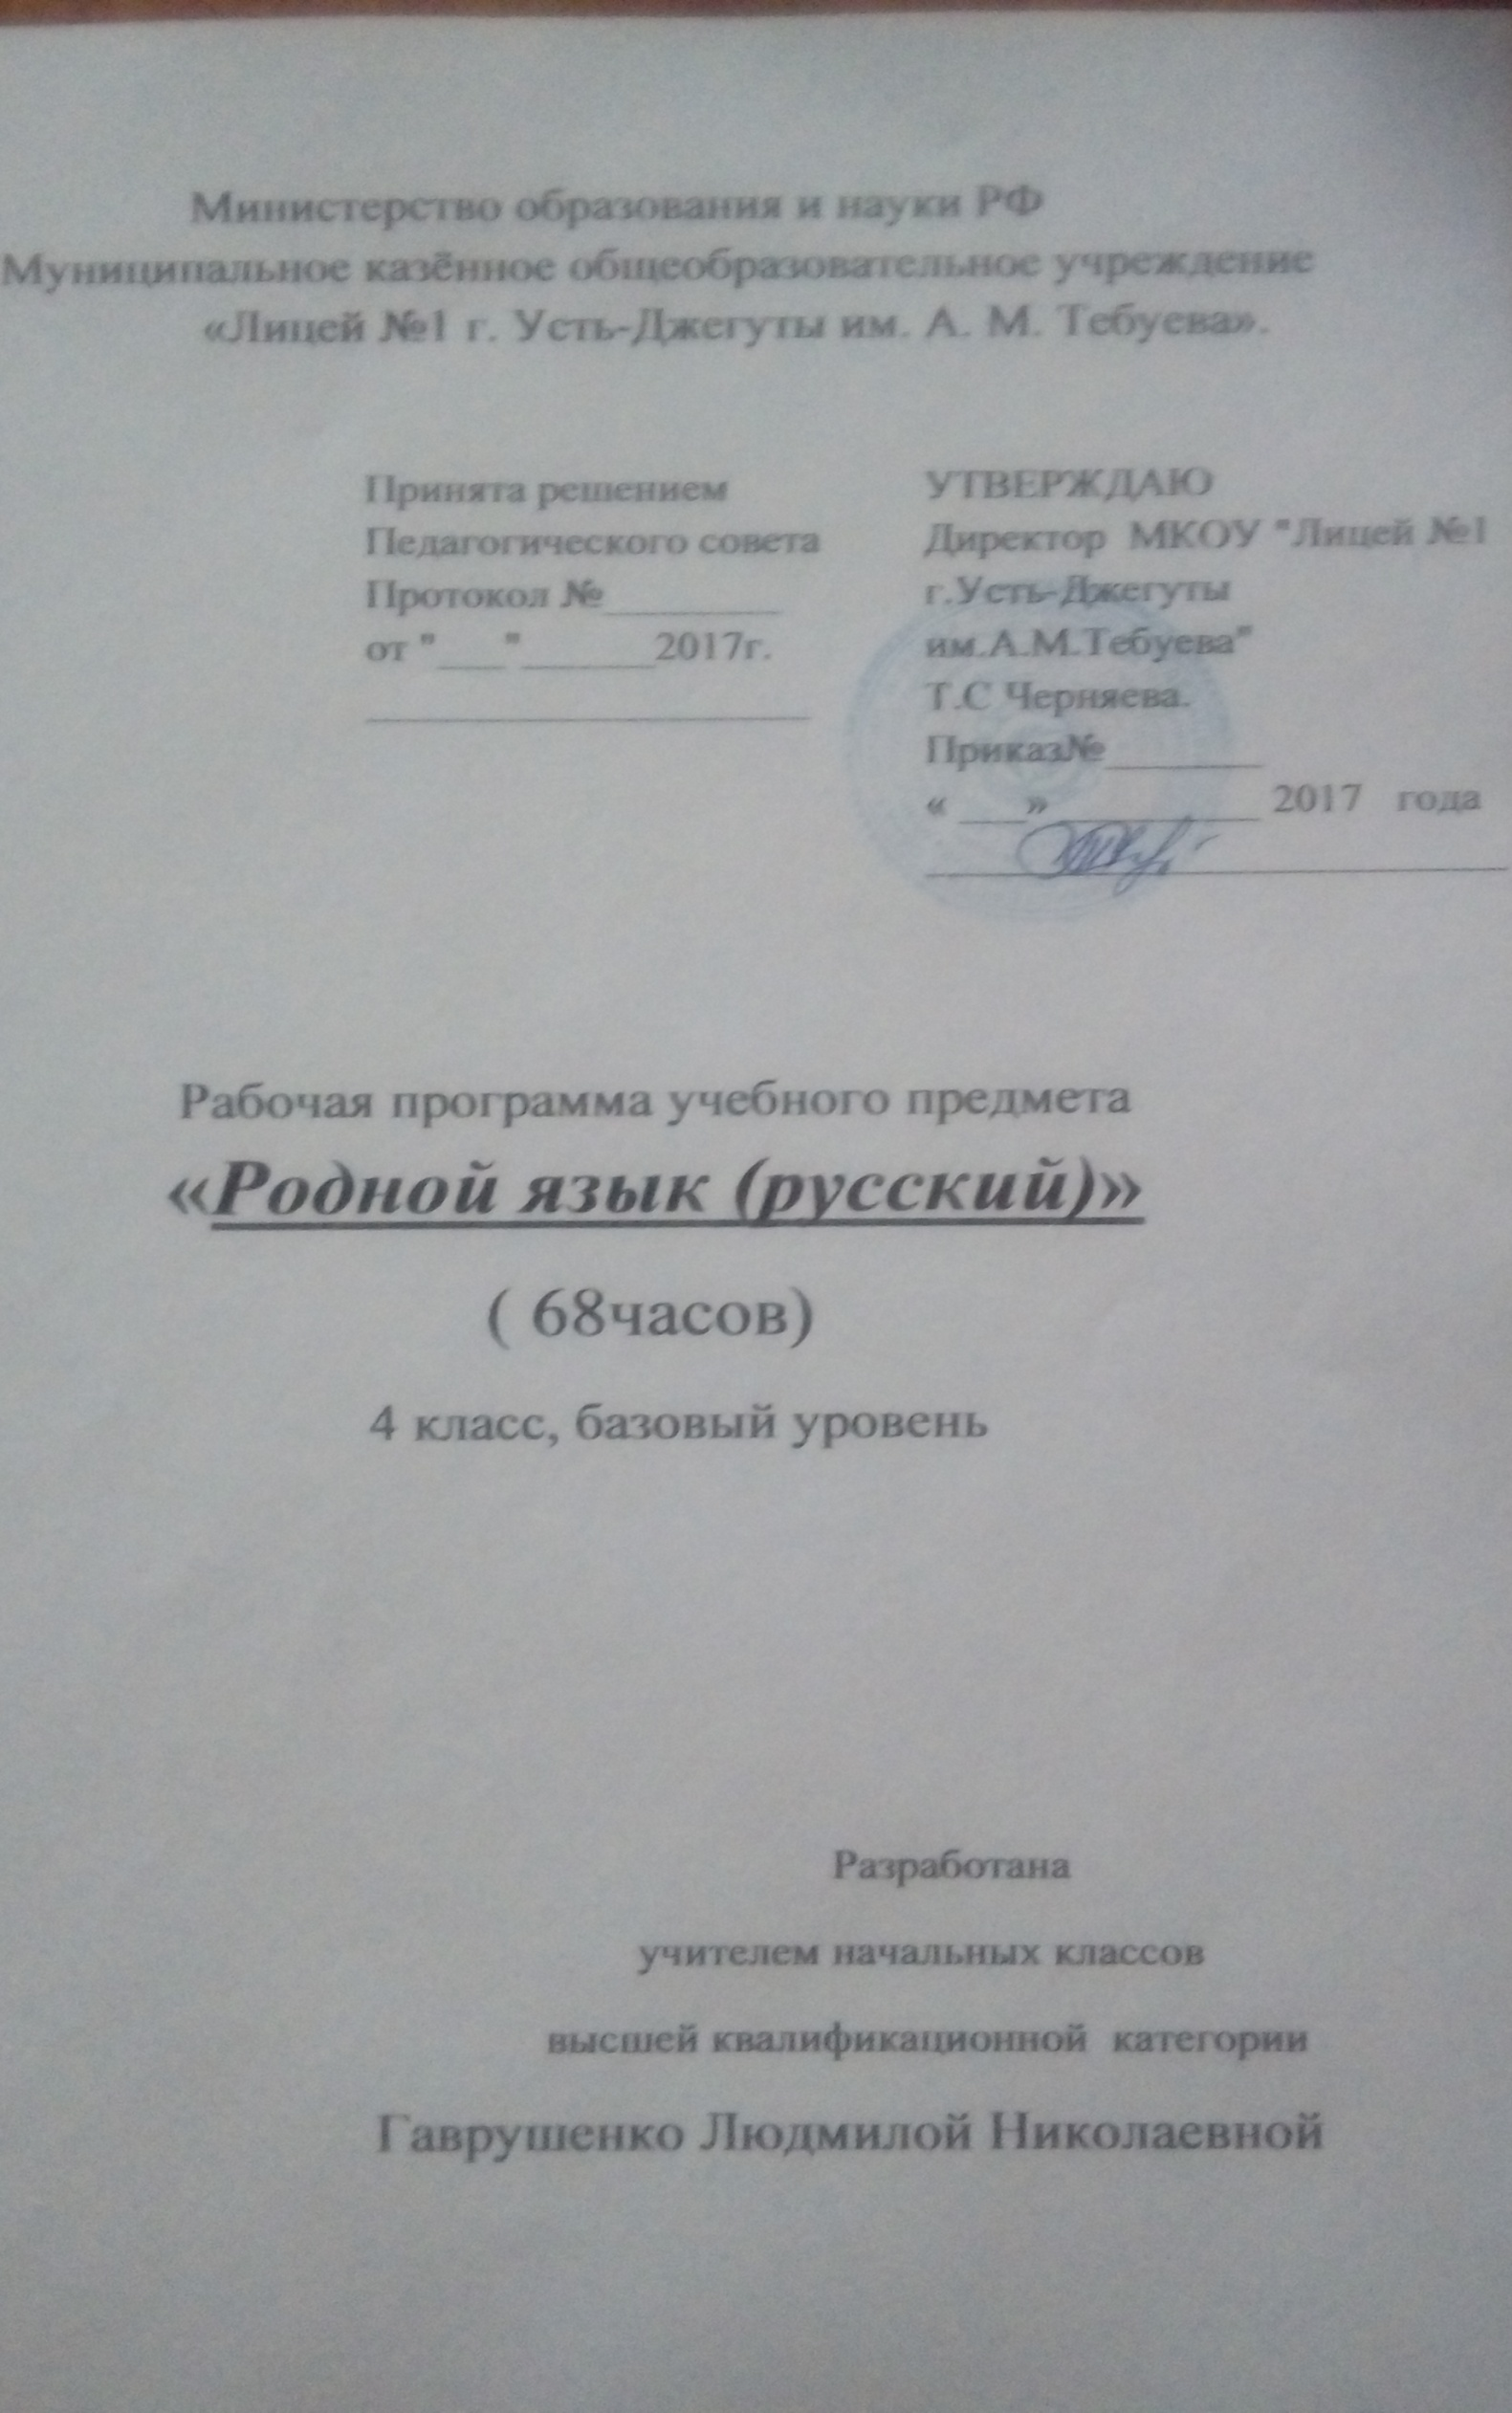 Министерство образования и науки РФ
Муниципальное казённое общеобразовательное учреждение
«Лицей №1 г. Усть-Джегуты им. А. М. Тебуева».
Принята решением
Педагогического совета
Протокол №_________
от "___"______2017г.
УТВЕРЖДАЮ
Директор МКОУ "Лицей №1
г.Усть-Джегуты
им.А.М.Тебуева"
Т.С Черняева.
Приказ№________
« ___»__________ 2017 года
Рабочая программа учебного предмета
«Родной язык (русский)»
( 68часов)
4 класс, базовый уровень
Разработана
учителем начальных классов
высшей квалификационной категории
Гаврушенко Людмилой Николаевной